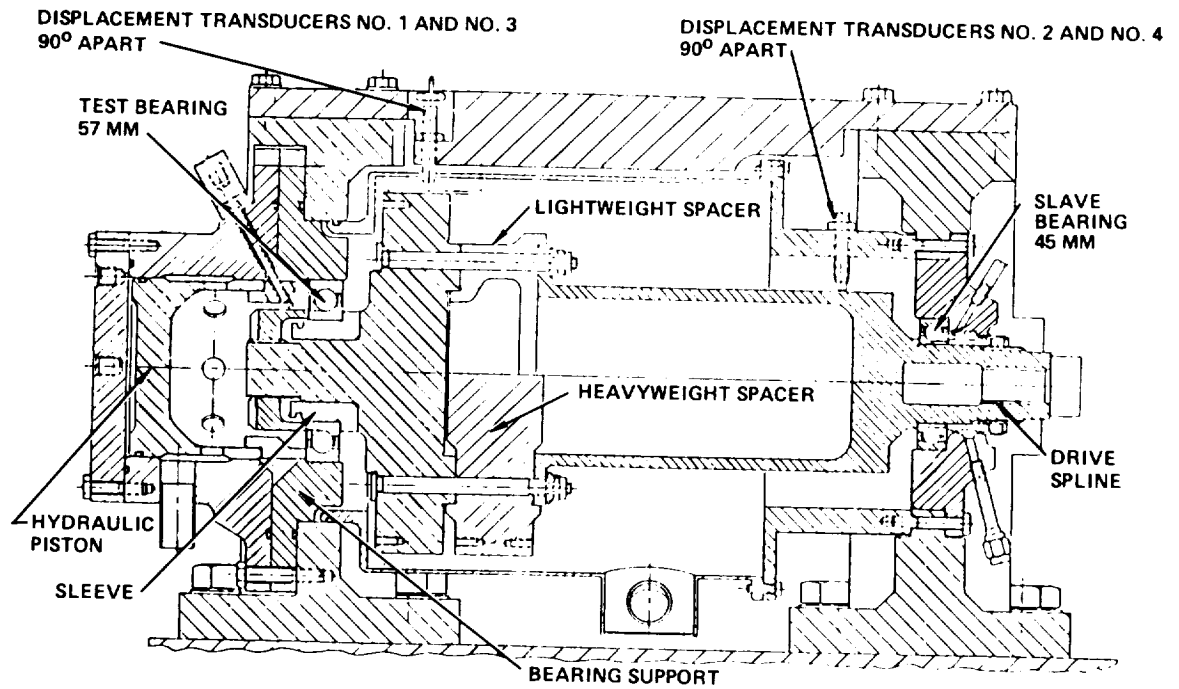 DISPLACEMENT TRANSDUCERS NO. 1 AND NO. 3
90° APART
DISPLACEMENT TRANSDUCERS NO. 2 AND NO. 4
90° APART
TEST BEARING
57 MM
LIGHTWEIGHT SPACER
SLAVE
BEARING
45 MM
HEAVYWEIGHT SPACER
DRIVE
SPLINE
HYDRAULIC
PISTON
SLEEVE
BEARING SUPPORT